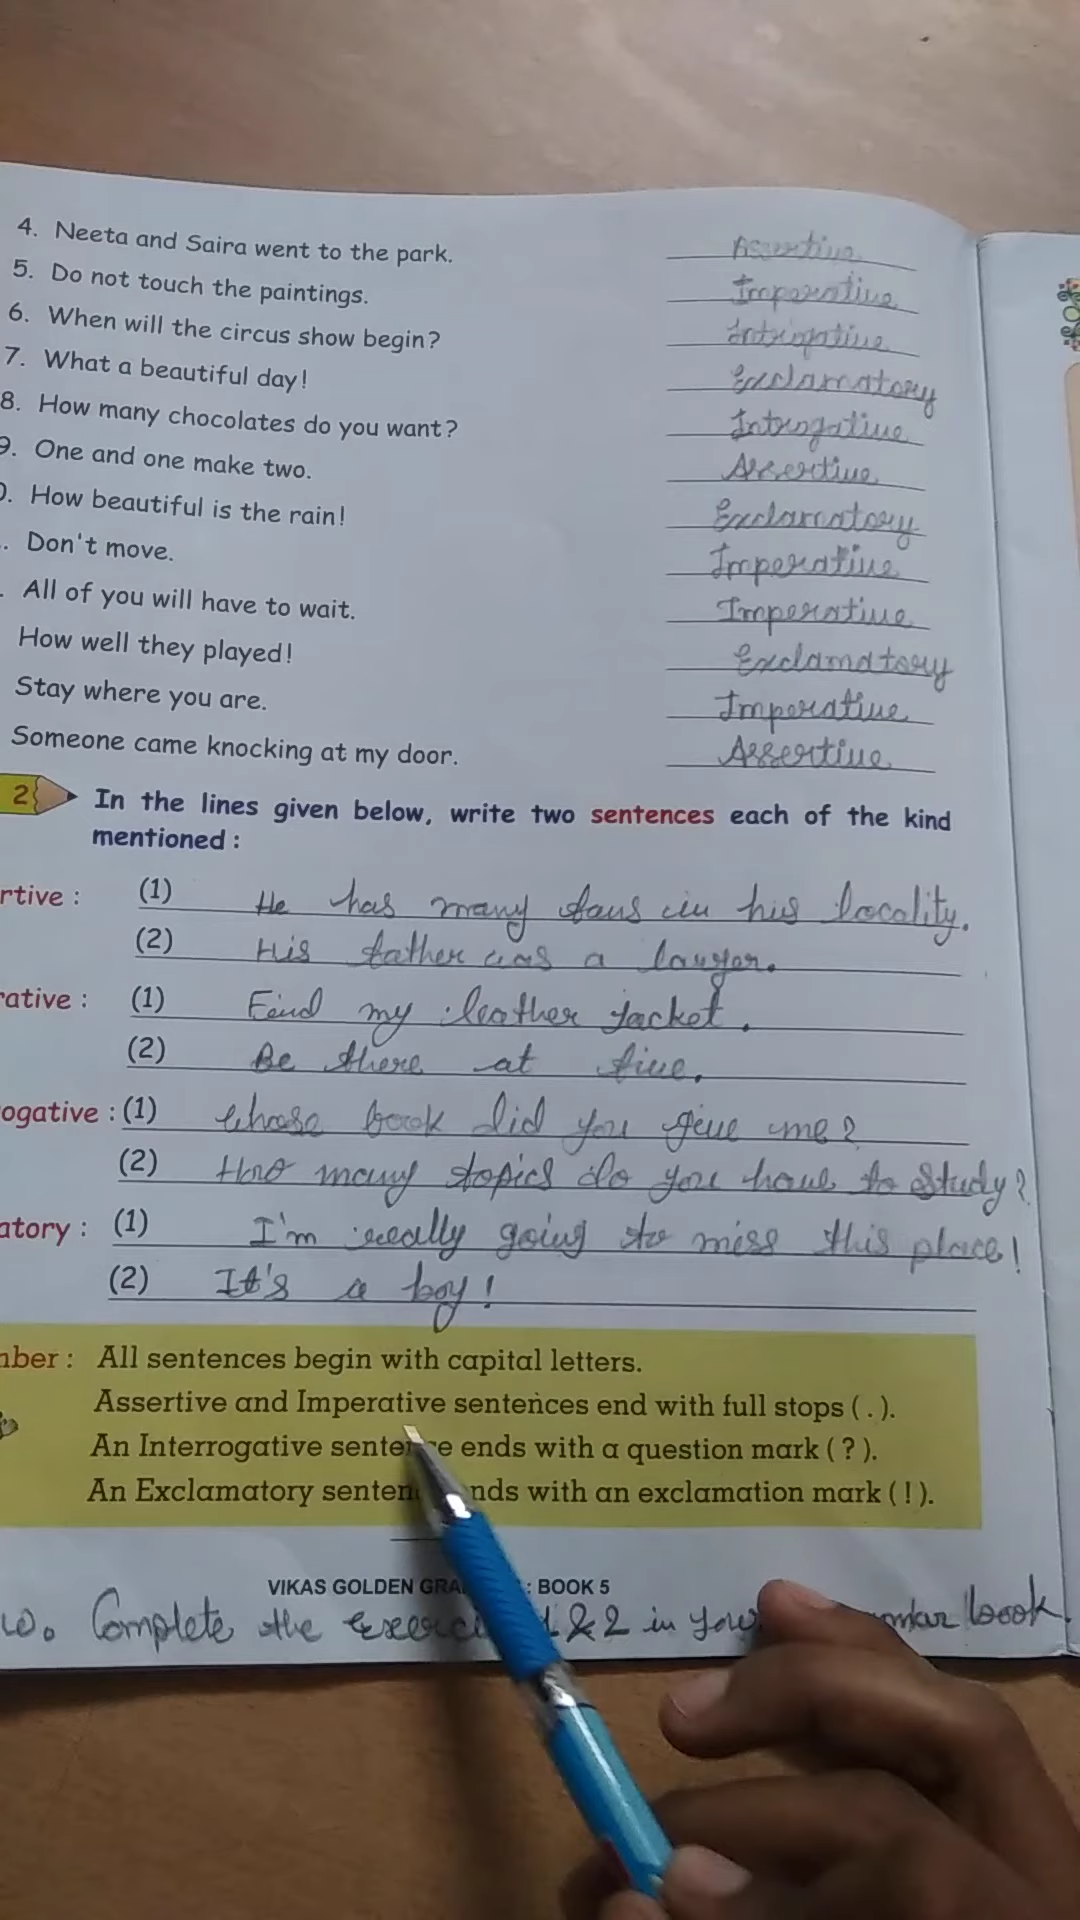 4. Neeta and Saira went to the park. Assertive
5. Do not touch the paintings. Imperative
6. When will the circus show begin? Intrigative
7. What a beautiful day! Exclamatory
8. How many chocolates do you want? Introgative
9. One and one make two. Assertive
0. How beautiful is the rain! Exclamatory
. Don't move. Imperative
. All of you will have to wait. Imperative
How well they played! Exclamatory
Stay where you are. Imperative
Someone came knocking at my door. Assertive
2 In the lines given below, write two sentences each of the kind
mentioned :
rtive : (1) He has many fans in his locality.
(2) His father was a lawyer.
rative : (1) Find my leather jacket.
(2) Be there at five.
ogative : (1) Whose book did you give me?
(2) How many topics do you have to study?
atory : (1) I'm really going to miss this place!
(2) It's a boy!
mber : All sentences begin with capital letters.
Assertive and Imperative sentences end with full stops ( . ).
An Interrogative sentence ends with a question mark ( ? ).
An Exclamatory senten nds with an exclamation mark ( ! ).
VIKAS GOLDEN GRA : BOOK 5
w. Complete the exerci 1 & 2 in your book.